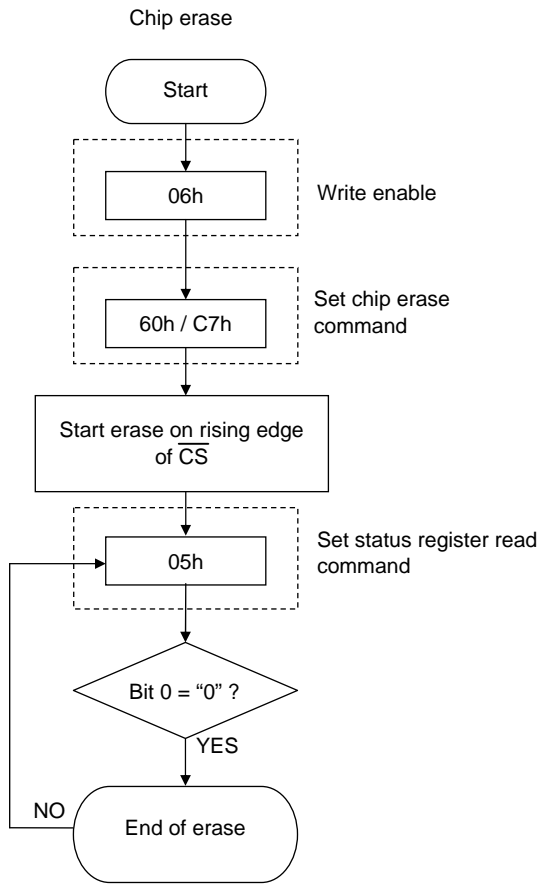 Chip erase
Start
06h
Write enable
60h / C7h
Set chip erase
command
Start erase on rising edge
of C̅S̅
05h
Set status register read
command
Bit 0 = “0” ?
YES
NO
End of erase